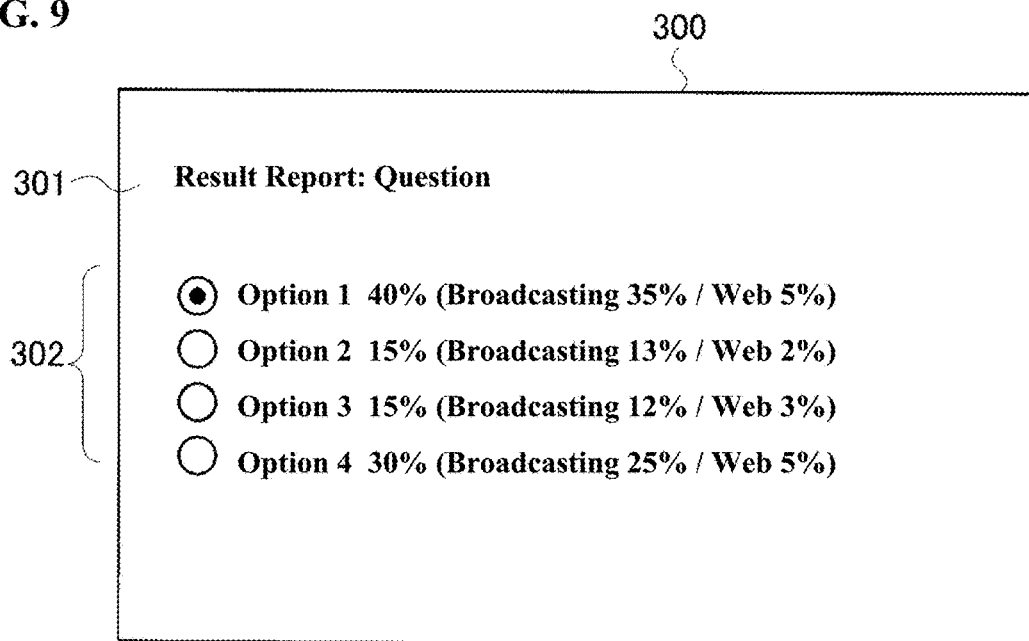 G. 9
300
301
Result Report: Question
302
Option 1 40% (Broadcasting 35% / Web 5%)
Option 2 15% (Broadcasting 13% / Web 2%)
Option 3 15% (Broadcasting 12% / Web 3%)
Option 4 30% (Broadcasting 25% / Web 5%)